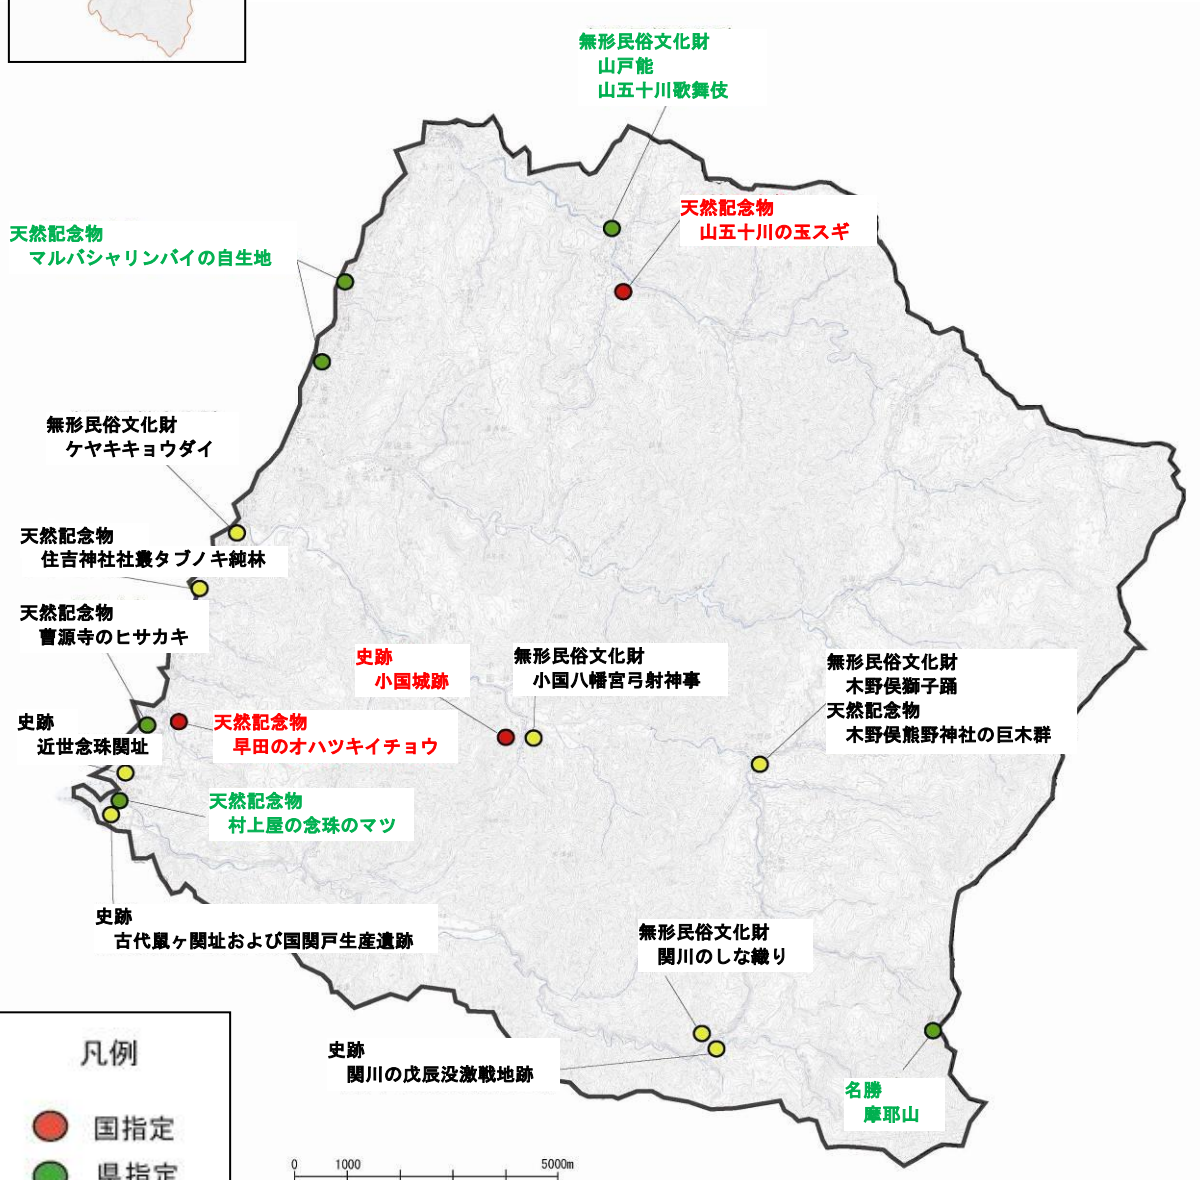 無形民俗文化財
山戸能
山五十川歌舞伎
天然記念物
山五十川の玉スギ
天然記念物
マルバシャリンバイの自生地
無形民俗文化財
ケヤキキョウダイ
天然記念物
住吉神社社叢タブノキ純林
天然記念物
曹源寺のヒサカキ
史跡
小国城跡
無形民俗文化財
小国八幡宮弓射神事
無形民俗文化財
木野俣獅子踊
天然記念物
木野俣熊野神社の巨木群
史跡
近世念珠関址
天然記念物
早田のオハツキイチョウ
天然記念物
村上屋の念珠のマツ
史跡
古代鼠ヶ関址および国関戸生産遺跡
無形民俗文化財
関川のしな織り
史跡
関川の戊辰没激戦地跡
名勝
摩耶山
凡例
国指定
県指定
0 1000 5000m